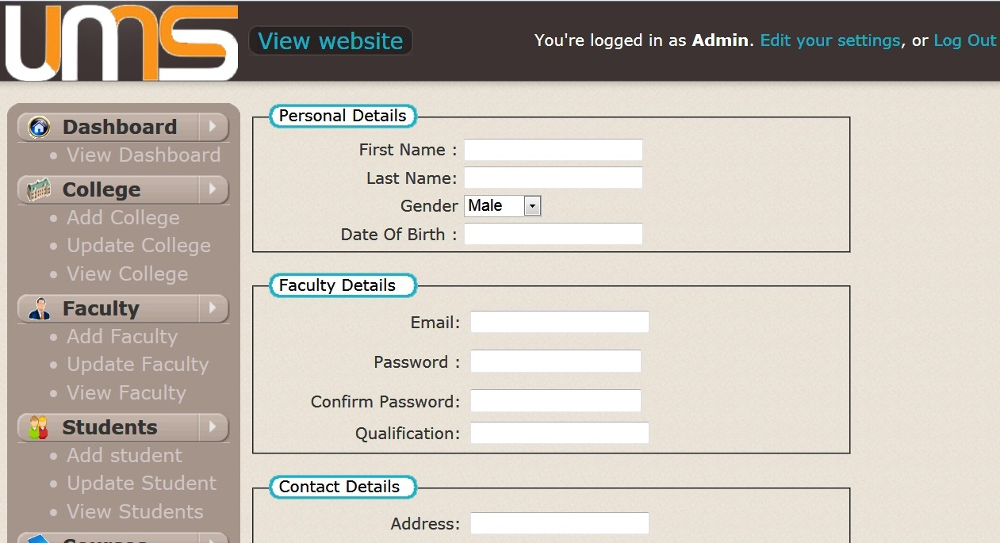 UMS
View website
You're logged in as Admin. Edit your settings, or Log Out
Dashboard
View Dashboard
College
Add College
Update College
View College
Faculty
Add Faculty
Update Faculty
View Faculty
Students
Add student
Update Student
View Students
Courses
Personal Details
First Name :
Last Name:
Gender Male
Date Of Birth :
Faculty Details
Email:
Password :
Confirm Password:
Qualification:
Contact Details
Address: